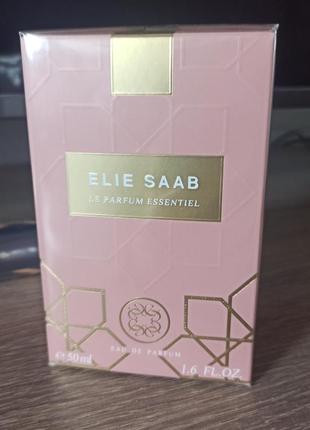 ELIE SAAB
LE PARFUM ESSENTIEL
EAU DE PARFUM
e 50 ml 1.6 FL.OZ.